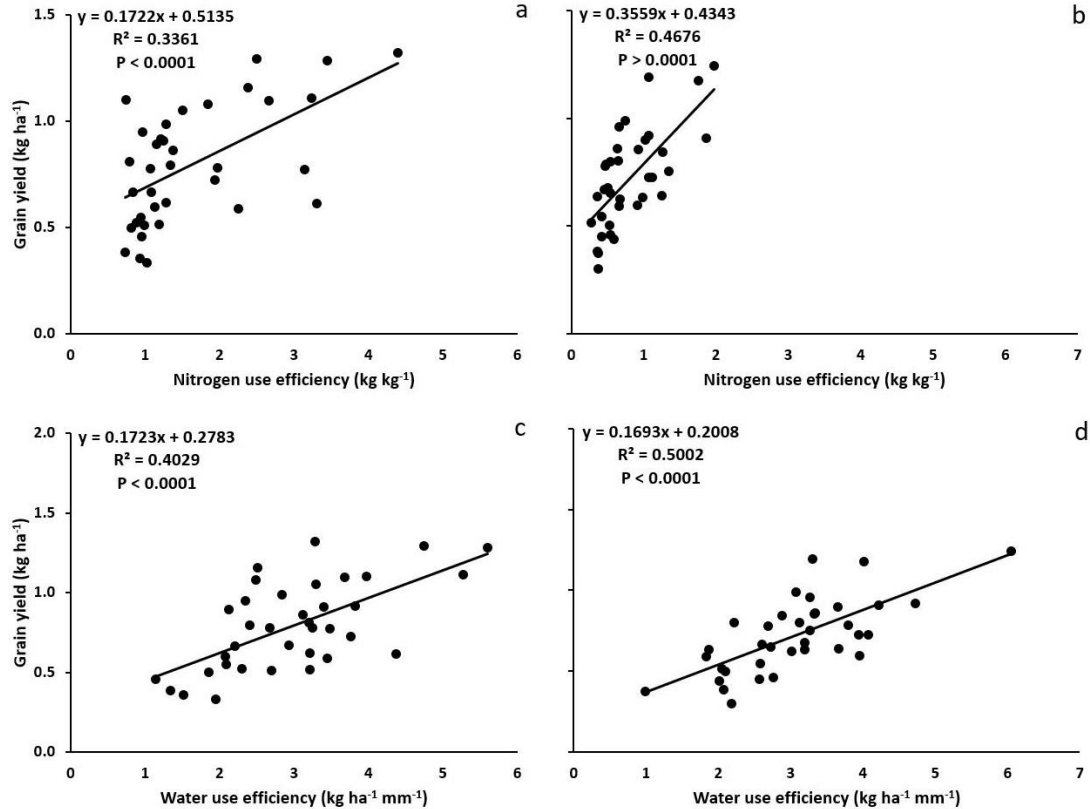 y = 0.1722x + 0.5135
R² = 0.3361
P < 0.0001
a
1.5
1.0
0.5
0.0
Grain yield (kg ha⁻¹)
0 1 2 3 4 5 6
Nitrogen use efficiency (kg kg⁻¹)
y = 0.3559x + 0.4343
R² = 0.4676
P > 0.0001
b
0 1 2 3 4 5 6 7
Nitrogen use efficiency (kg kg⁻¹)
y = 0.1723x + 0.2783
R² = 0.4029
P < 0.0001
c
2.0
1.5
1.0
0.5
0.0
Grain yield (kg ha⁻¹)
0 1 2 3 4 5 6
Water use efficiency (kg ha⁻¹ mm⁻¹)
y = 0.1693x + 0.2008
R² = 0.5002
P < 0.0001
d
0 1 2 3 4 5 6 7
Water use efficiency (kg ha⁻¹ mm⁻¹)